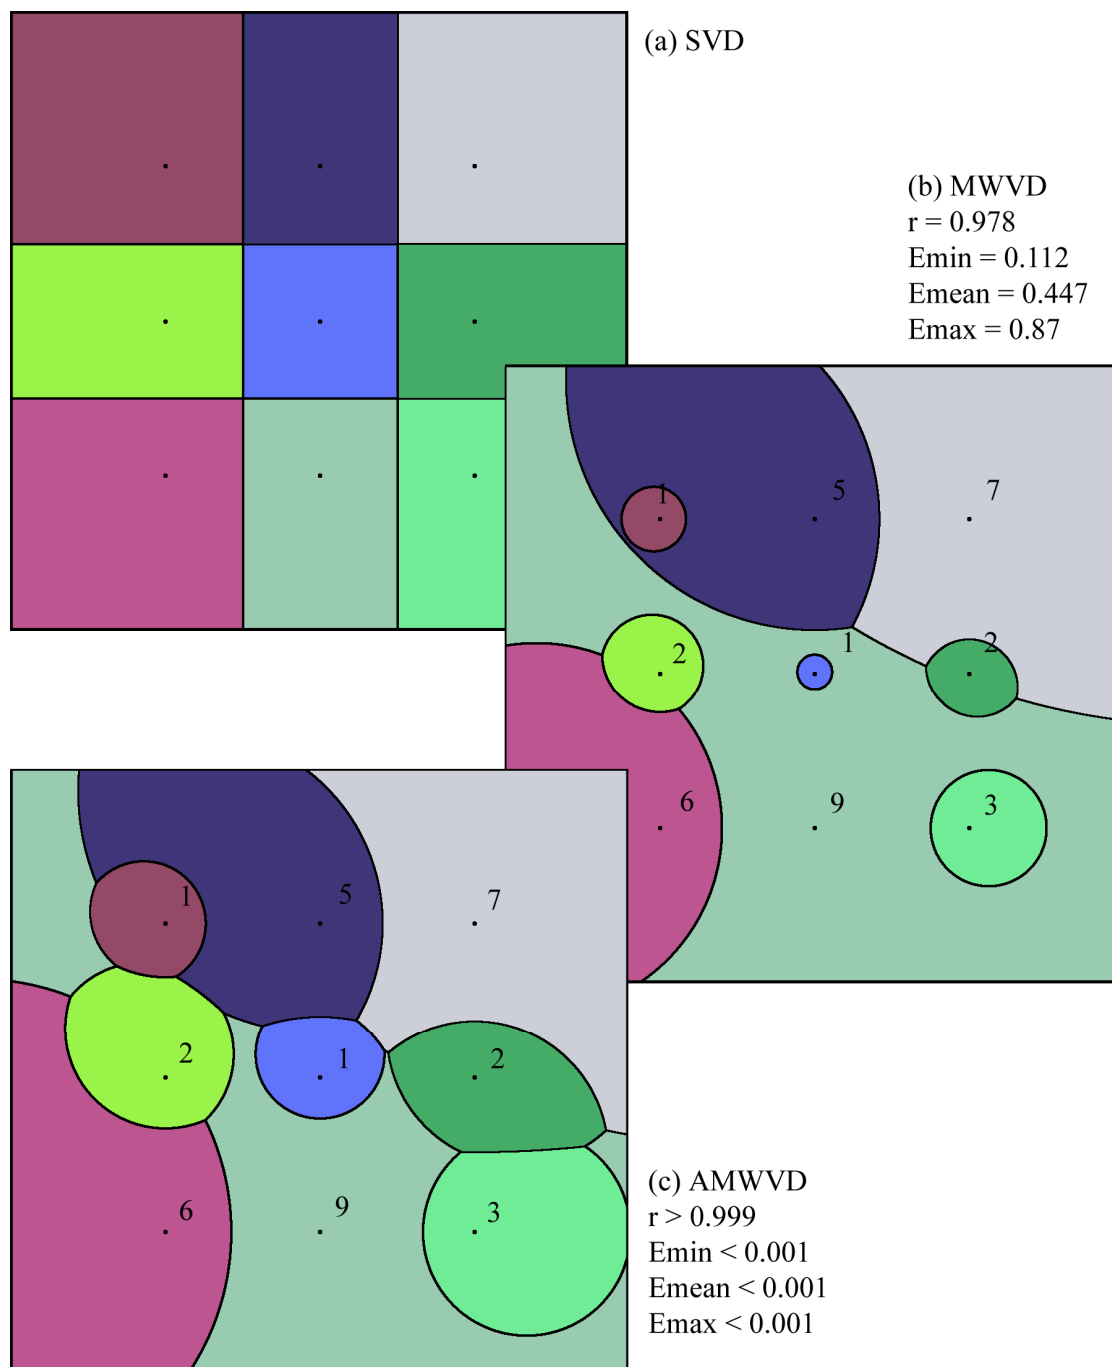 (a) SVD
(b) MWVD
r = 0.978
Emin = 0.112
Emean = 0.447
Emax = 0.87
1
5
7
2
1
2
6
9
3
1
5
7
2
1
2
6
9
3
(c) AMWVD
r > 0.999
Emin < 0.001
Emean < 0.001
Emax < 0.001